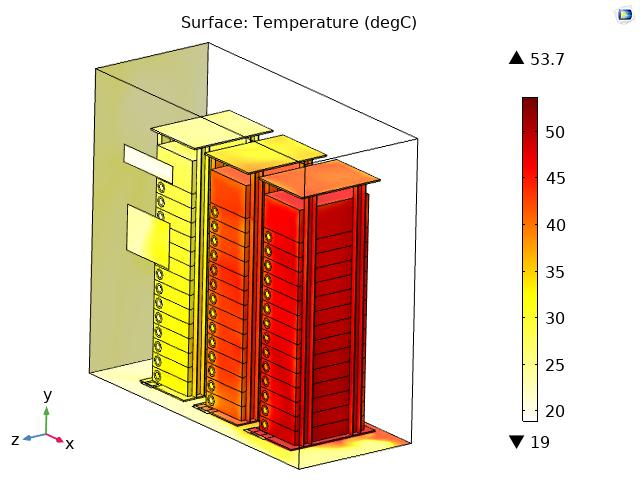 Surface: Temperature (degC)
▲ 53.7
50
45
40
35
30
25
20
▼ 19
y
z
x